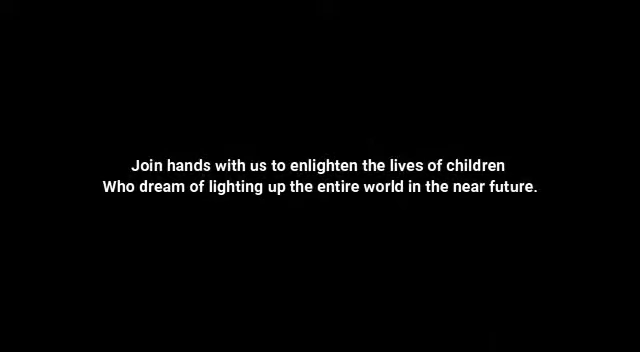 Join hands with us to enlighten the lives of children
Who dream of lighting up the entire world in the near future.